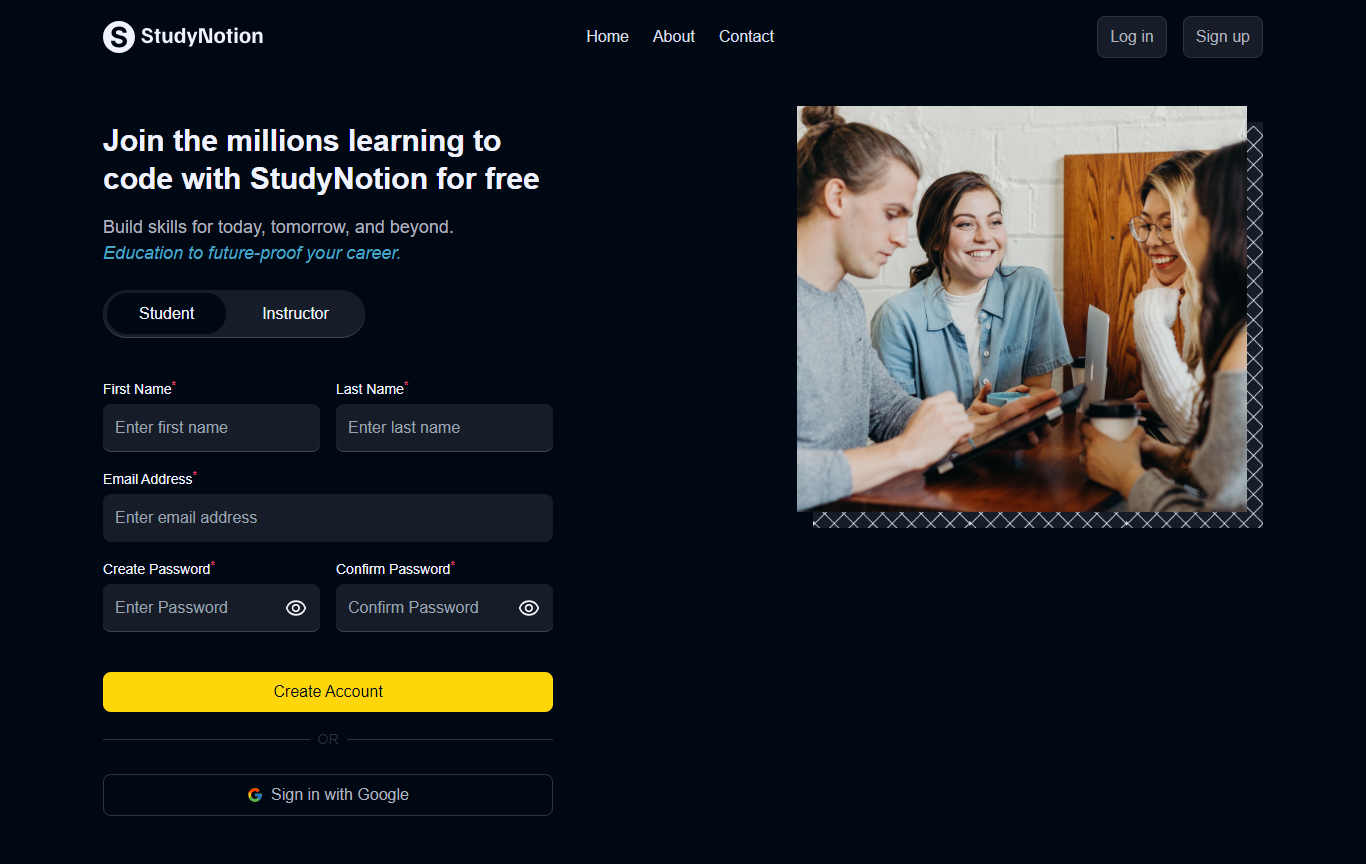 S StudyNotion
Home About Contact
Log in Sign up
Join the millions learning to
code with StudyNotion for free
Build skills for today, tomorrow, and beyond.
Education to future-proof your career.
Student Instructor
First Name* Last Name*
Enter first name Enter last name
Email Address*
Enter email address
Create Password* Confirm Password*
Enter Password Confirm Password
Create Account
OR
Sign in with Google